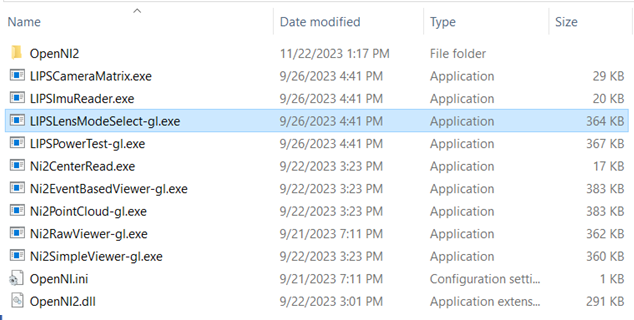 Name Date modified Type Size
OpenNI2 11/22/2023 1:17 PM File folder
LIPSCameraMatrix.exe 9/26/2023 4:41 PM Application 29 KB
LIPSImuReader.exe 9/26/2023 4:41 PM Application 20 KB
LIPSLensModeSelect-gl.exe 9/26/2023 4:41 PM Application 364 KB
LIPSPowerTest-gl.exe 9/26/2023 4:41 PM Application 367 KB
Ni2CenterRead.exe 9/22/2023 3:23 PM Application 17 KB
Ni2EventBasedViewer-gl.exe 9/22/2023 3:23 PM Application 383 KB
Ni2PointCloud-gl.exe 9/22/2023 3:23 PM Application 383 KB
Ni2RawViewer-gl.exe 9/21/2023 7:11 PM Application 362 KB
Ni2SimpleViewer-gl.exe 9/22/2023 3:23 PM Application 360 KB
OpenNI.ini 9/21/2023 7:11 PM Configuration setti... 1 KB
OpenNI2.dll 9/22/2023 3:01 PM Application extens... 291 KB